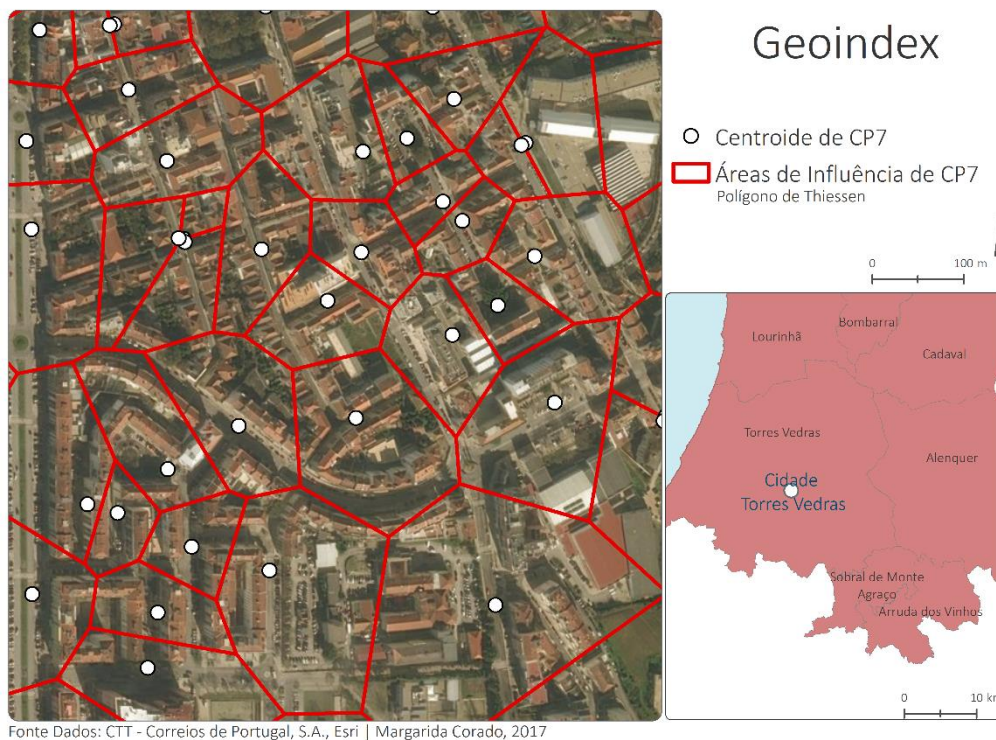 Geoindex
Centroide de CP7
Áreas de Influência de CP7
Polígono de Thiessen
0 100 m
Lourinhã
Bombarral
Cadaval
Torres Vedras
Alenquer
Cidade
Torres Vedras
Sobral de Monte
Agraço
Arruda dos Vinhos
0 10 km
Fonte Dados: CTT - Correios de Portugal, S.A., Esri | Margarida Corado, 2017